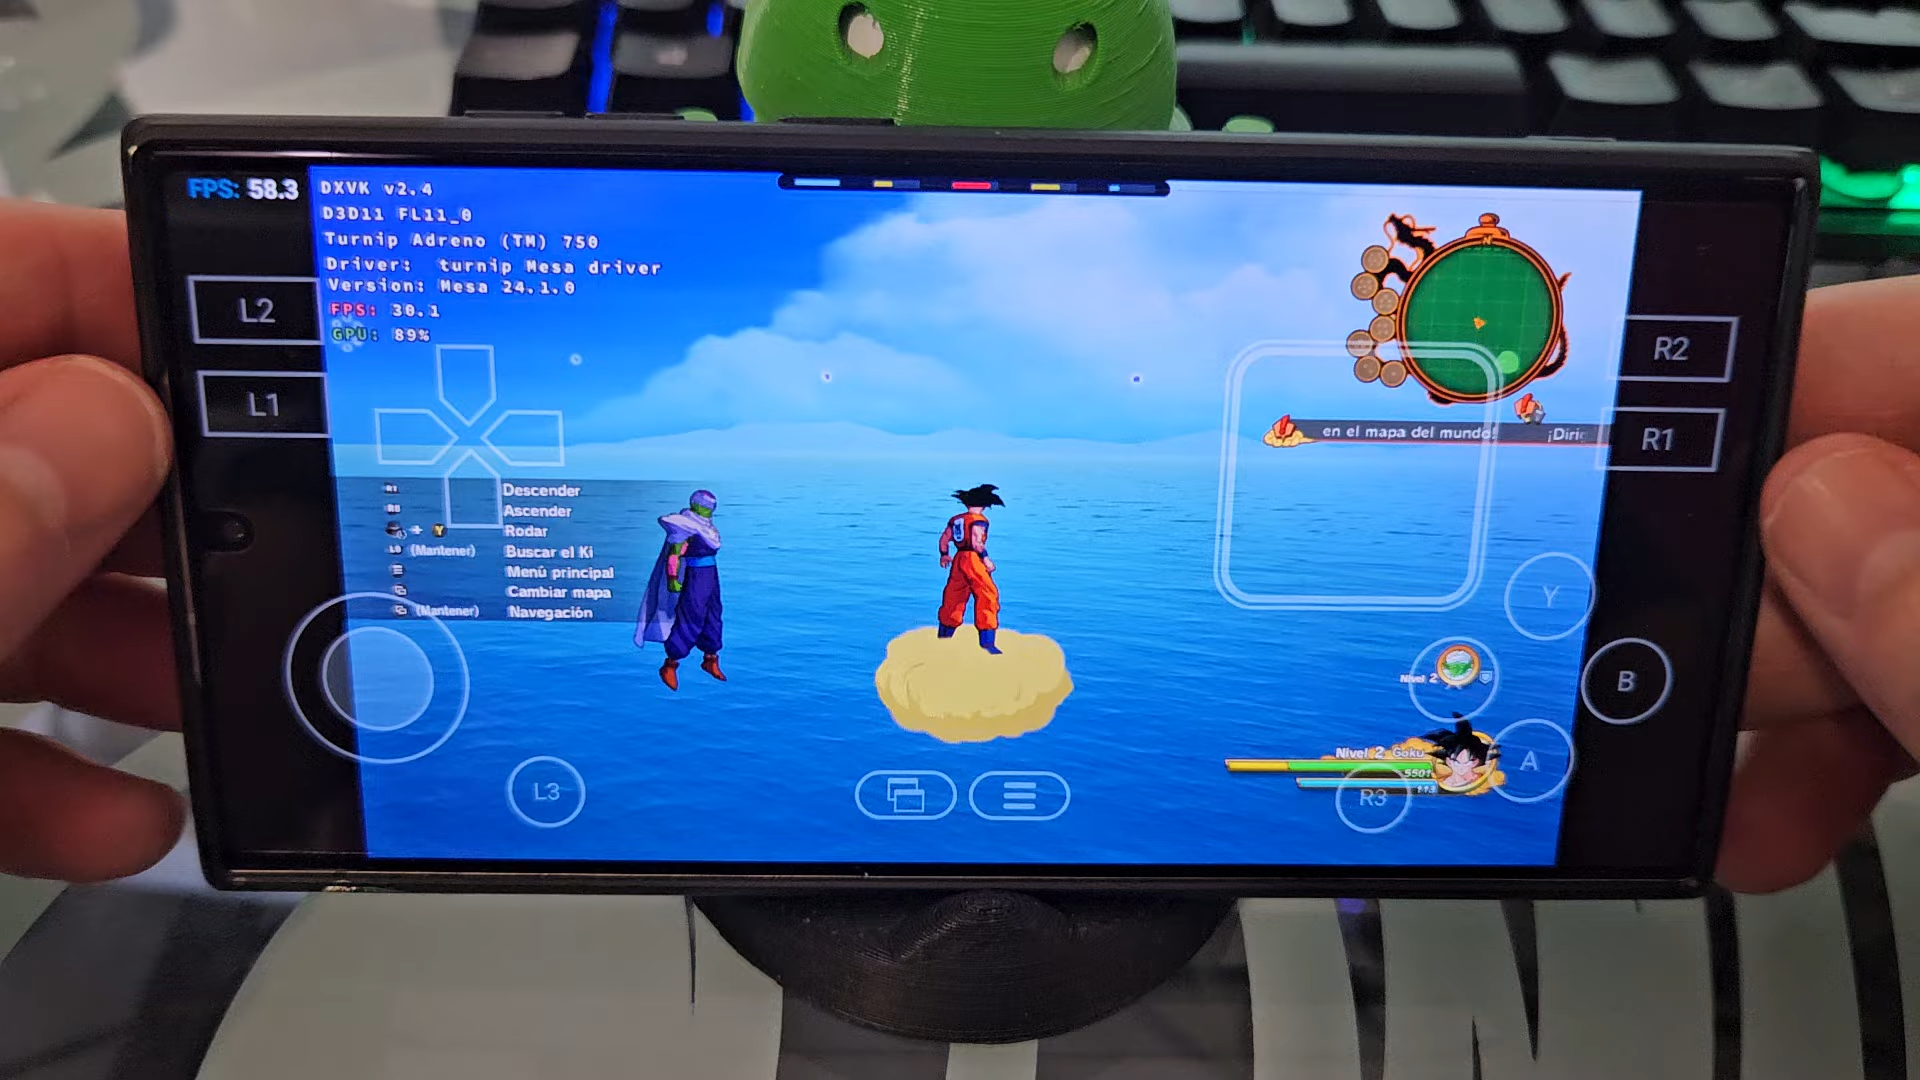 FPS: 58.3
DXVK v2.4
D3D11 FL11_0
Turnip Adreno (TM) 750
Driver: turnip Mesa driver
Version: Mesa 24.1.0
FPS: 30.1
GPU: 89%
L2
L1
N
R2
R1
en el mapa del mundo!
¡Diri
Descender
Ascender
Y
Rodar
(Mantener) Buscar el Ki
Menú principal
Cambiar mapa
(Mantener) Navegación
Y
B
Nivel 2
A
Nivel 2 Goku
5501
113
L3
R3